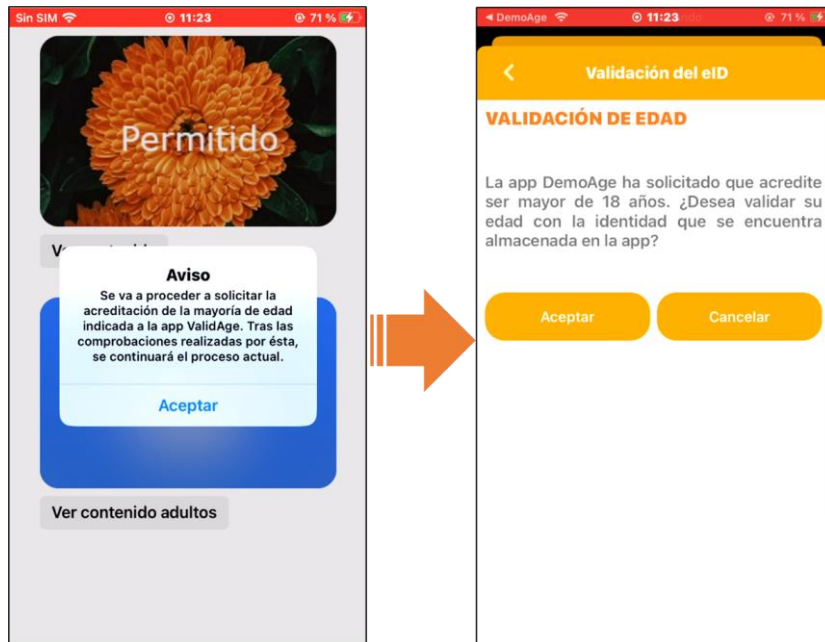 Sin SIM 11:23 71 %
Permitido
Aviso
Se va a proceder a solicitar la
acreditación de la mayoría de edad
indicada a la app ValidAge. Tras las
comprobaciones realizadas por ésta,
se continuará el proceso actual.
Aceptar
Ver contenido adultos
DemoAge 11:23 71 %
Validación del eID
VALIDACIÓN DE EDAD
La app DemoAge ha solicitado que acredite
ser mayor de 18 años. ¿Desea validar su
edad con la identidad que se encuentra
almacenada en la app?
Aceptar Cancelar